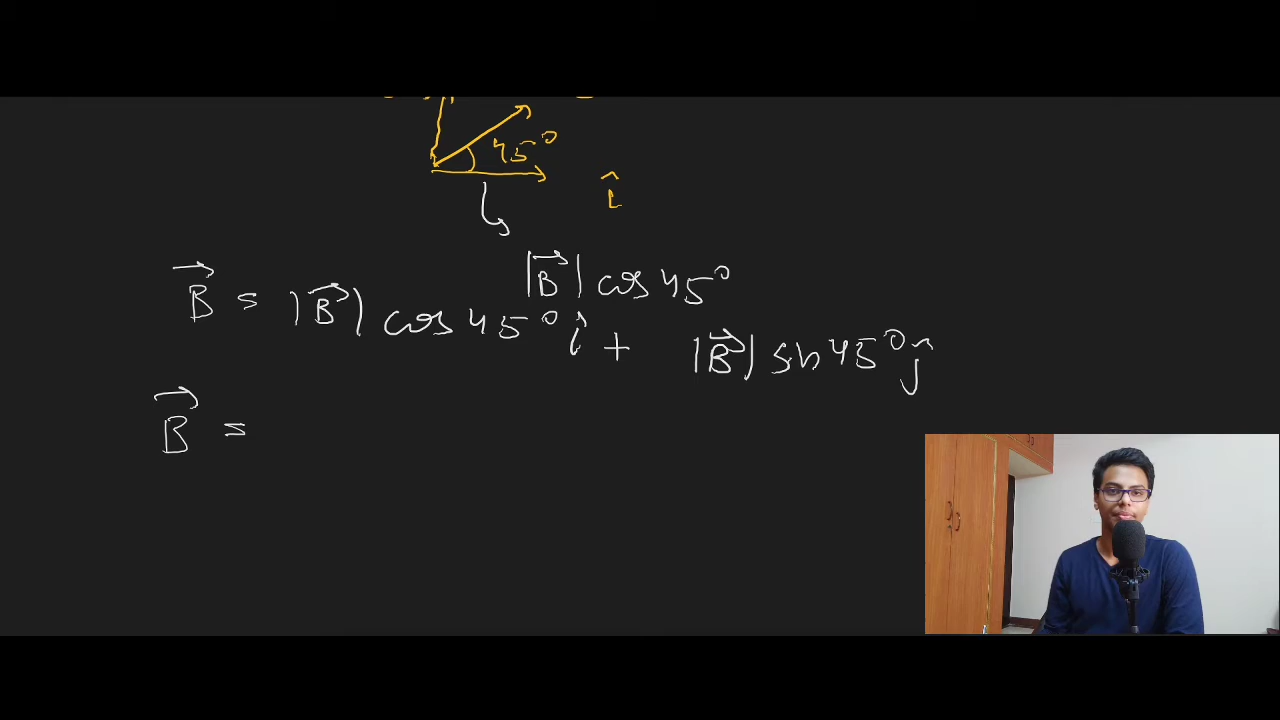 45°
î
|B⃗| cos 45°
B⃗ = |B⃗| cos 45° î + |B⃗| sin 45° ĵ
B⃗ =